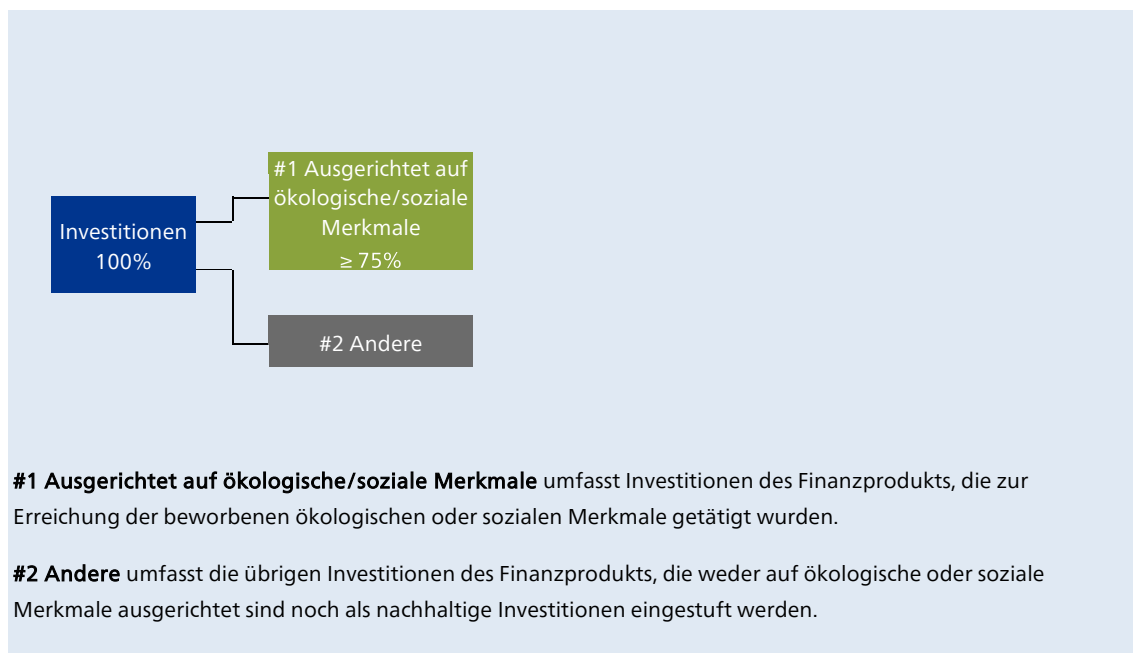 #1 Ausgerichtet auf
ökologische/soziale
Merkmale
≥ 75%
Investitionen
100%
#2 Andere
#1 Ausgerichtet auf ökologische/soziale Merkmale umfasst Investitionen des Finanzprodukts, die zur
Erreichung der beworbenen ökologischen oder sozialen Merkmale getätigt wurden.
#2 Andere umfasst die übrigen Investitionen des Finanzprodukts, die weder auf ökologische oder soziale
Merkmale ausgerichtet sind noch als nachhaltige Investitionen eingestuft werden.